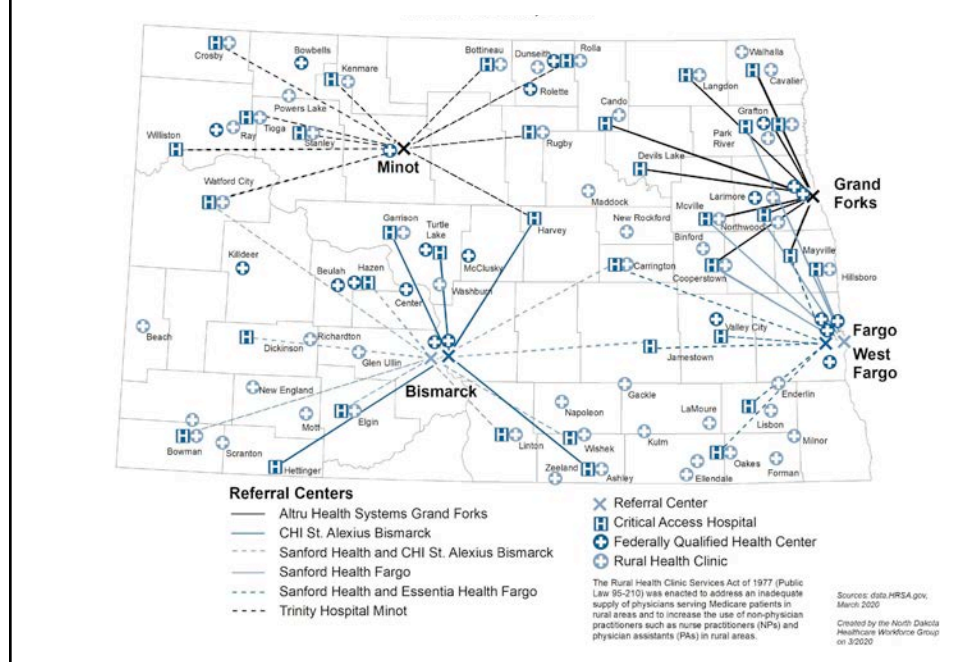 Crosby
Bowbells
Kenmare
Bottineau
Dunseith
Rolla
Walhalla
Langdon
Cavalier
Powers Lake
Rolette
Cando
Grafton
Park
River
Williston
Ray
Tioga
Stanley
Rugby
Minot
Devils Lake
Grand
Forks
Watford City
Maddock
Larimore
Garrison
Turtle
Lake
Harvey
New Rockford
Mcville
Northwood
Binford
Mayville
Killdeer
Beulah
Hazen
Center
McClusky
Washburn
Carrington
Cooperstown
Hillsboro
Beach
Dickinson
Richardton
Glen Ullin
Bismarck
Jamestown
Valley City
Fargo
West
Fargo
New England
Mott
Elgin
Napoleon
Gackle
LaMoure
Enderlin
Lisbon
Bowman
Scranton
Hettinger
Linton
Wishek
Kulm
Milnor
Zeeland
Ashley
Ellendale
Oakes
Forman
Referral Centers
Altru Health Systems Grand Forks
CHI St. Alexius Bismarck
Sanford Health and CHI St. Alexius Bismarck
Sanford Health Fargo
Sanford Health and Essentia Health Fargo
Trinity Hospital Minot
Referral Center
H Critical Access Hospital
Federally Qualified Health Center
Rural Health Clinic
The Rural Health Clinic Services Act of 1977 (Public
Law 95-210) was enacted to address an inadequate
supply of physicians serving Medicare patients in
rural areas and to increase the use of non-physician
practitioners such as nurse practitioners (NPs) and
physician assistants (PAs) in rural areas.
Sources: data.HRSA.gov,
March 2020
Created by the North Dakota
Healthcare Workforce Group
on 3/2020